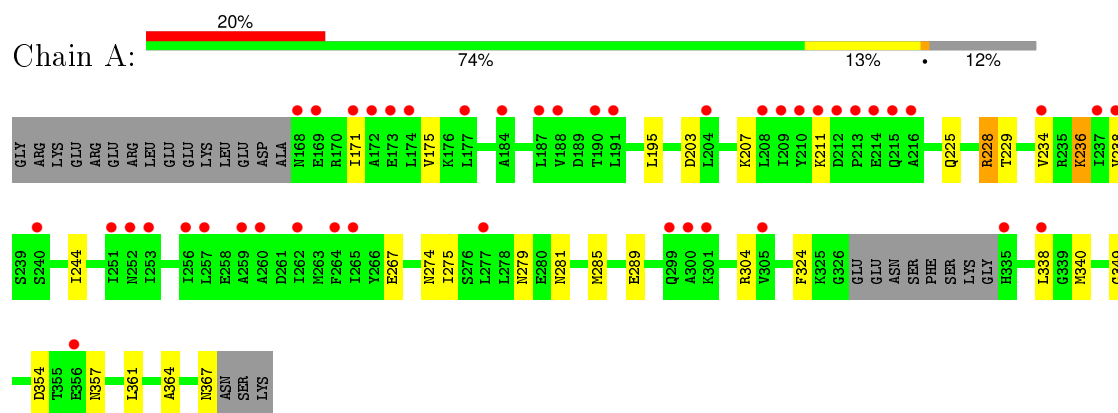 20%
Chain A:
74% 13% • 12%
GLY ARG LYS GLU ARG GLU ARG LEU GLU GLU LYS LEU GLU ASP ALA N168 E169 R170 I171 A172 E173 L174 V175 K176 L177 A184 L187 V188 D189 T190 L191 L195 D203 L204 K207 L208 I209 Y210 K211 D212 P213 E214 Q215 A216 Q225 R228 T229 V234 R235 K236 I237 V238
S239 S240 I244 I251 N252 I253 I256 L257 E258 A259 A260 D261 I262 M263 F264 I265 Y266 E267 N274 I275 S276 L277 L278 N279 E280 N281 M285 E289 Q299 A300 K301 R304 V305 F324 K325 G326 GLU GLU ASN SER PHE SER LYS GLY H335 L338 G339 M340
D354 T355 E356 N357 L361 A364 N367 ASN SER LYS